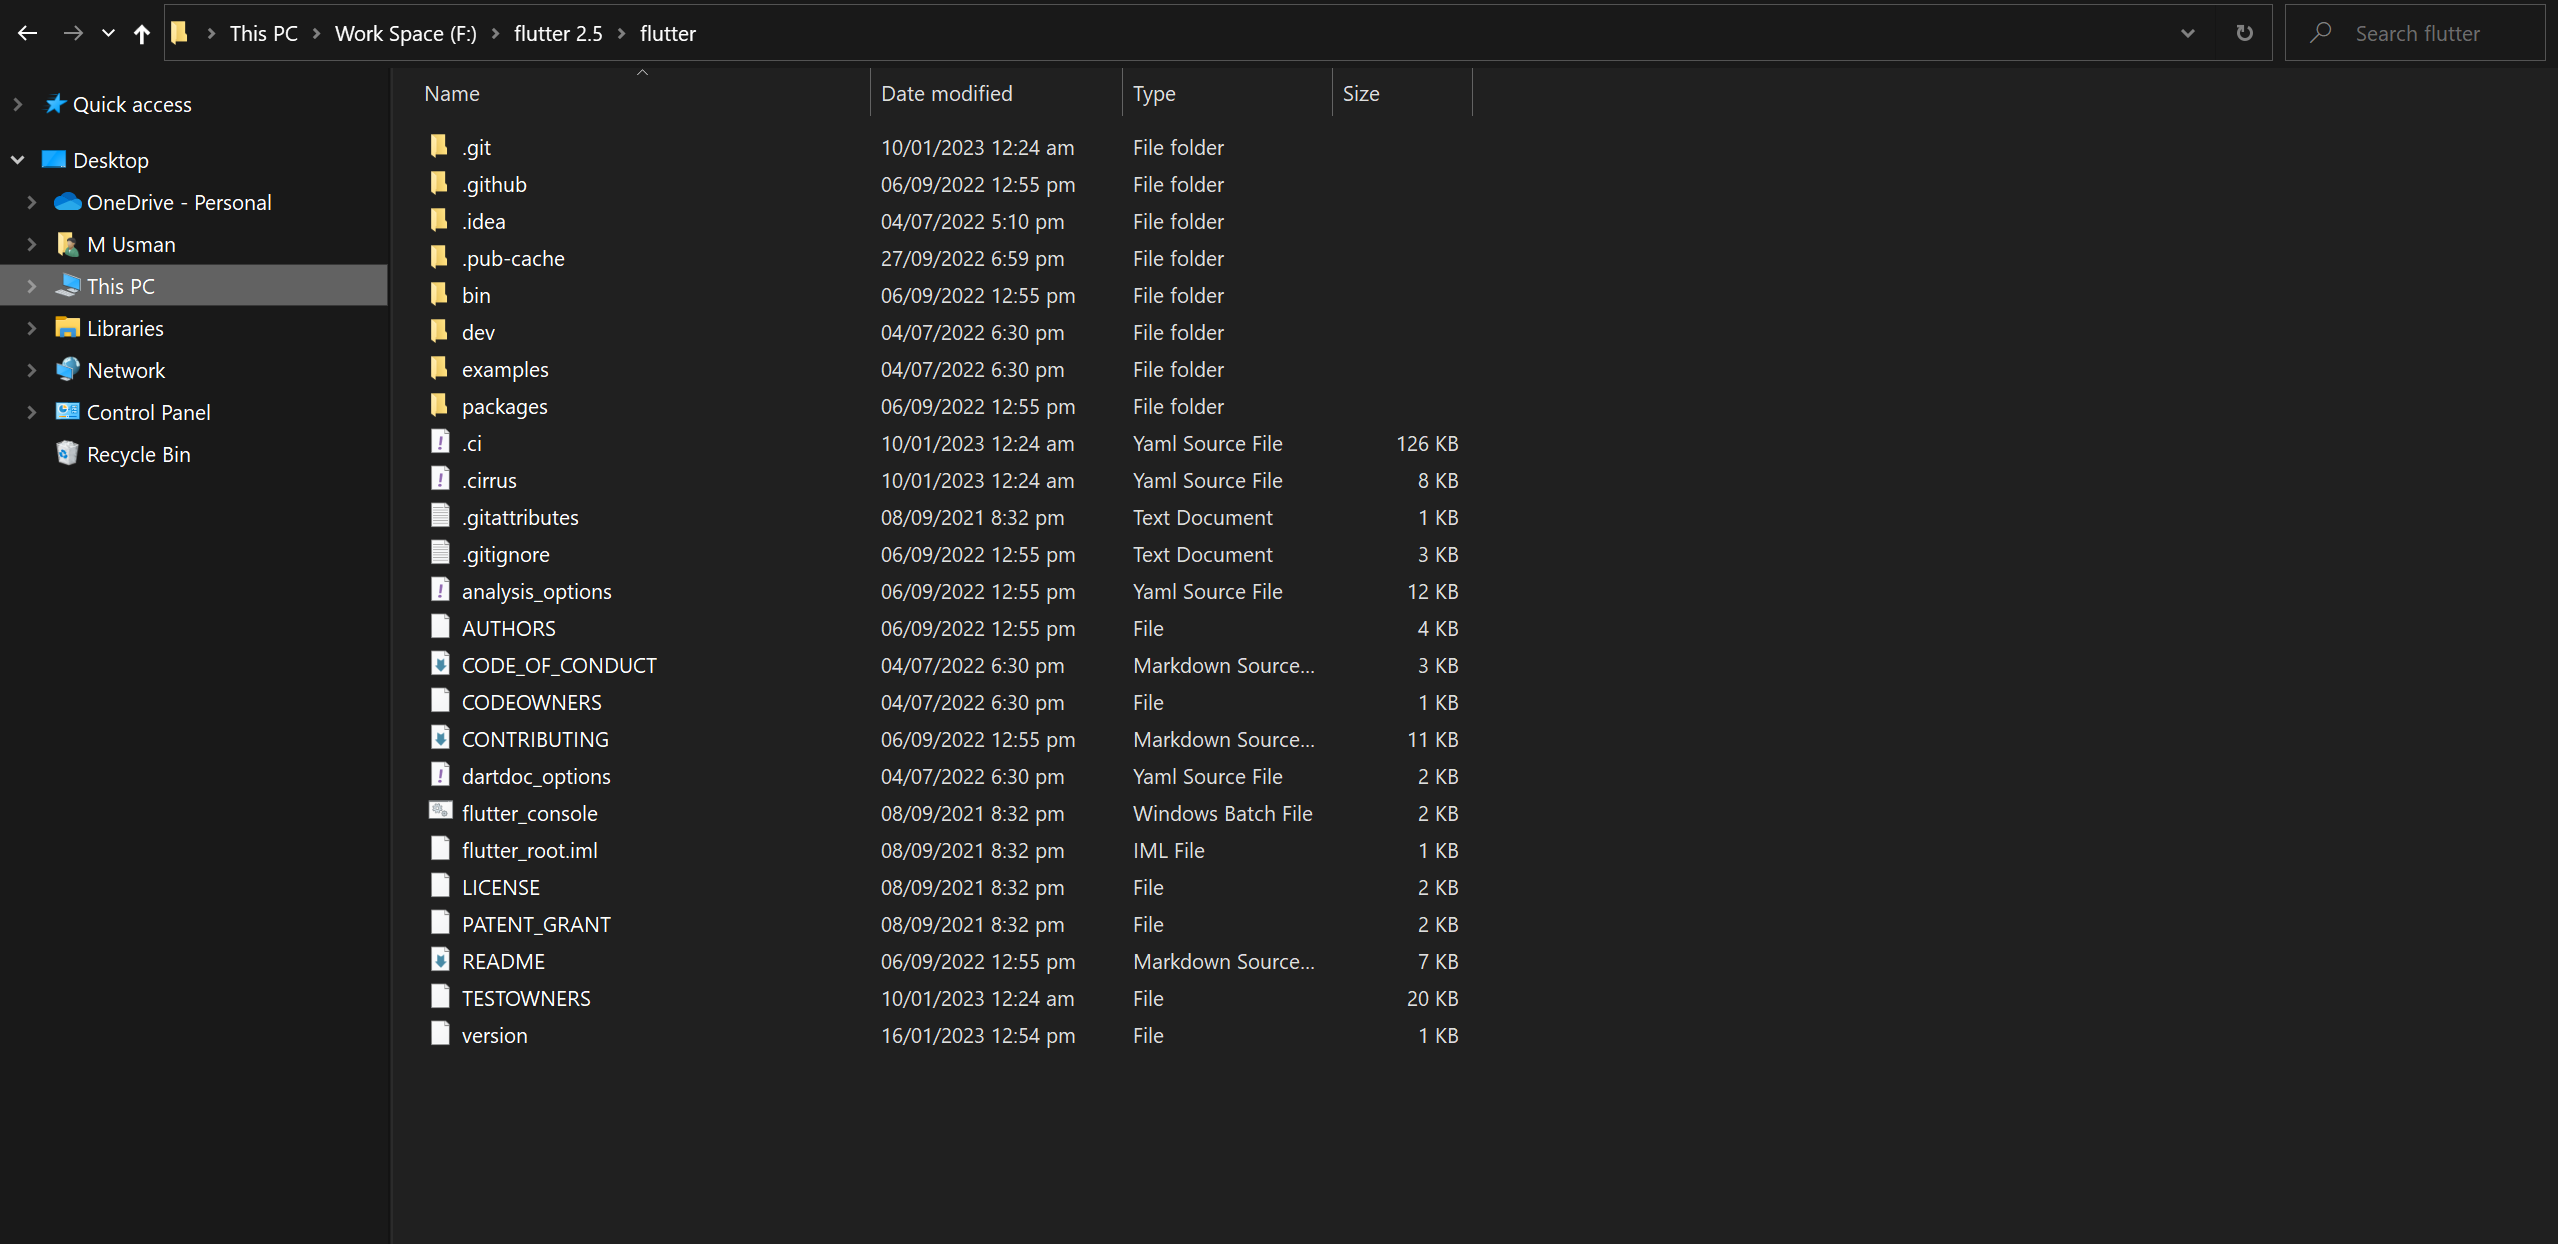 This PC > Work Space (F:) > flutter 2.5 > flutter
Search flutter
Quick access
Desktop
OneDrive - Personal
M Usman
This PC
Libraries
Network
Control Panel
Recycle Bin
Name Date modified Type Size
.git 10/01/2023 12:24 am File folder
.github 06/09/2022 12:55 pm File folder
.idea 04/07/2022 5:10 pm File folder
.pub-cache 27/09/2022 6:59 pm File folder
bin 06/09/2022 12:55 pm File folder
dev 04/07/2022 6:30 pm File folder
examples 04/07/2022 6:30 pm File folder
packages 06/09/2022 12:55 pm File folder
.ci 10/01/2023 12:24 am Yaml Source File 126 KB
.cirrus 10/01/2023 12:24 am Yaml Source File 8 KB
.gitattributes 08/09/2021 8:32 pm Text Document 1 KB
.gitignore 06/09/2022 12:55 pm Text Document 3 KB
analysis_options 06/09/2022 12:55 pm Yaml Source File 12 KB
AUTHORS 06/09/2022 12:55 pm File 4 KB
CODE_OF_CONDUCT 04/07/2022 6:30 pm Markdown Source... 3 KB
CODEOWNERS 04/07/2022 6:30 pm File 1 KB
CONTRIBUTING 06/09/2022 12:55 pm Markdown Source... 11 KB
dartdoc_options 04/07/2022 6:30 pm Yaml Source File 2 KB
flutter_console 08/09/2021 8:32 pm Windows Batch File 2 KB
flutter_root.iml 08/09/2021 8:32 pm IML File 1 KB
LICENSE 08/09/2021 8:32 pm File 2 KB
PATENT_GRANT 08/09/2021 8:32 pm File 2 KB
README 06/09/2022 12:55 pm Markdown Source... 7 KB
TESTOWNERS 10/01/2023 12:24 am File 20 KB
version 16/01/2023 12:54 pm File 1 KB